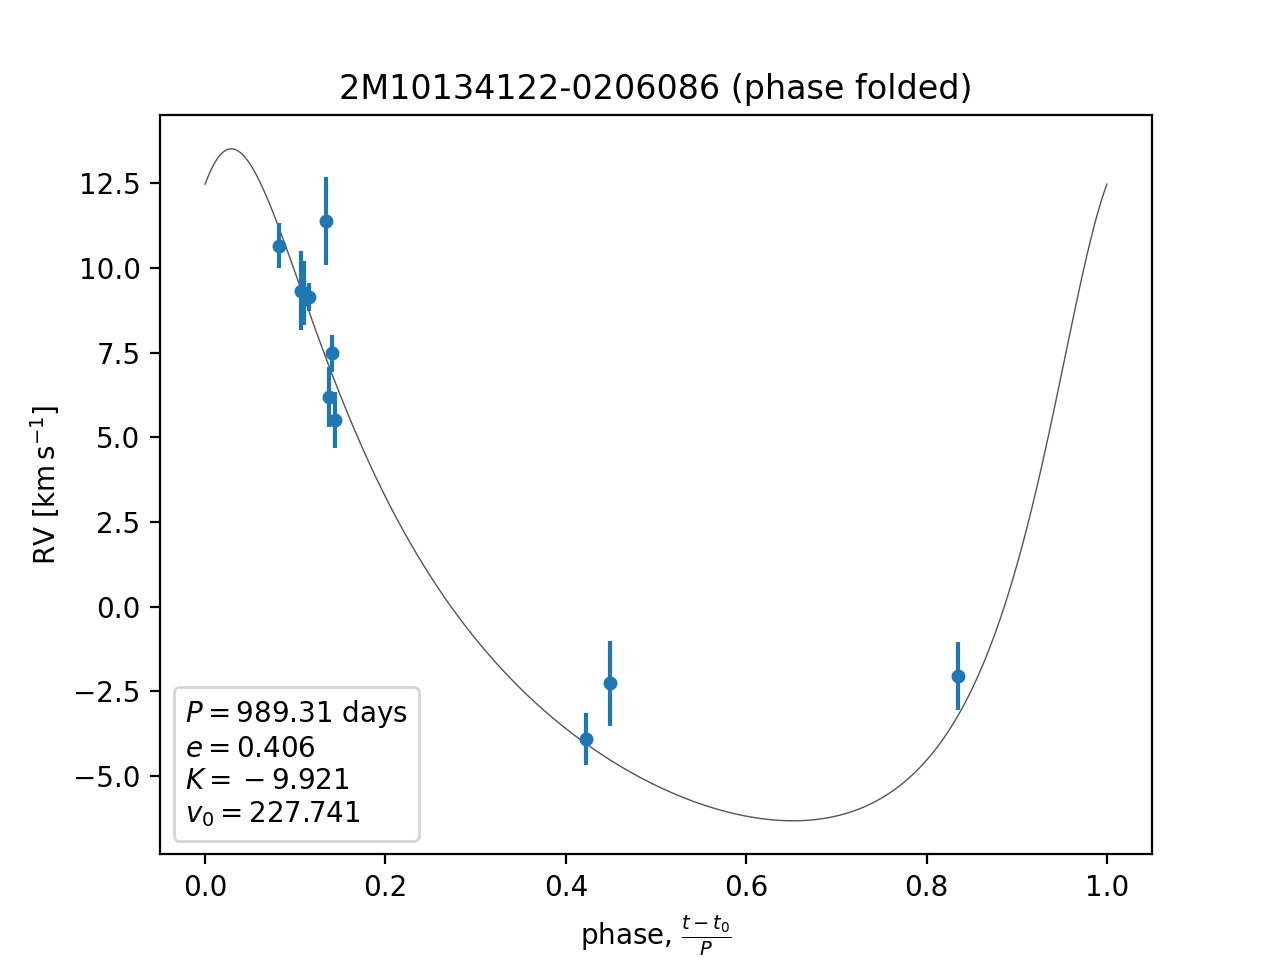 2M10134122-0206086 (phase folded)
12.5
10.0
7.5
5.0
2.5
0.0
−2.5
−5.0
RV [km s⁻¹]
P = 989.31 days
e = 0.406
K = −9.921
v₀ = 227.741
0.0 0.2 0.4 0.6 0.8 1.0
phase, (t − t₀)/P